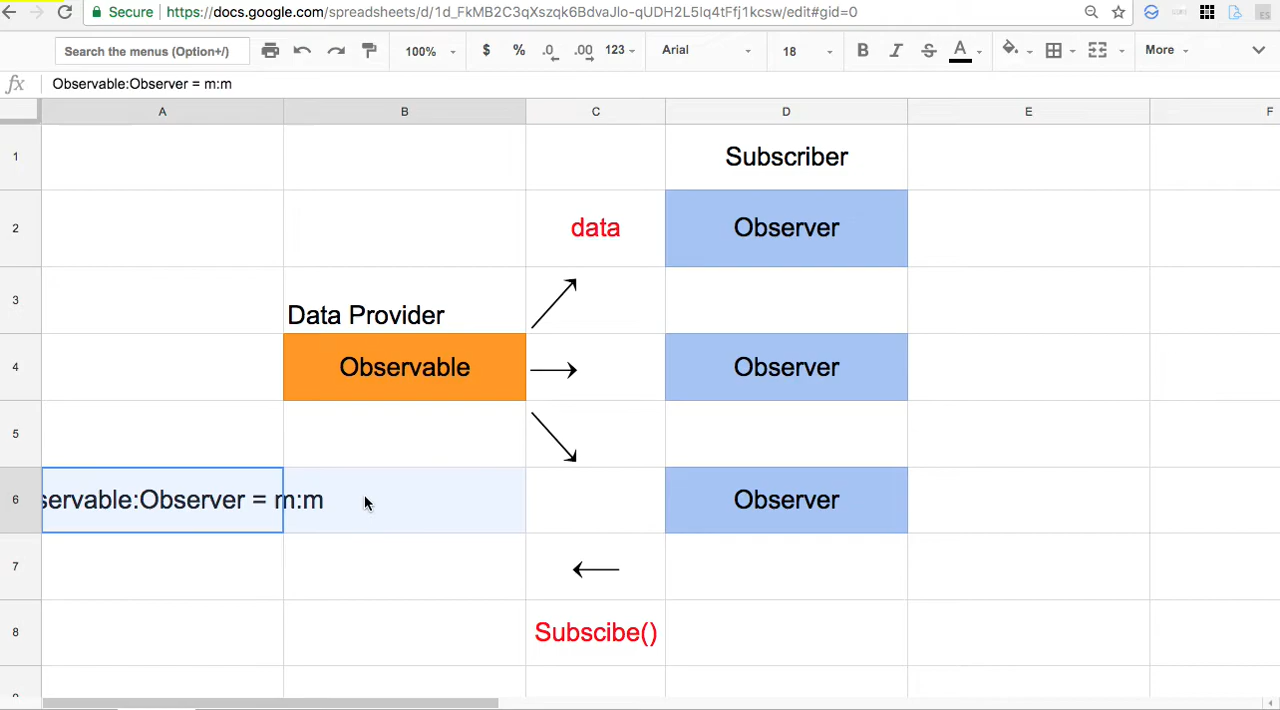 Secure https://docs.google.com/spreadsheets/d/1d_FkMB2C3qXszqk6BdvaJlo-qUDH2L5Iq4tFfj1kcsw/edit#gid=0
Search the menus (Option+/) 100% $ % .0 .00 123 Arial 18 B I S A More
fx Observable:Observer = m:m
A B C D E F
1 Subscriber
2 data Observer
3 Data Provider
4 Observable Observer
5
6 servable:Observer = m:m Observer
7
8 Subscibe()